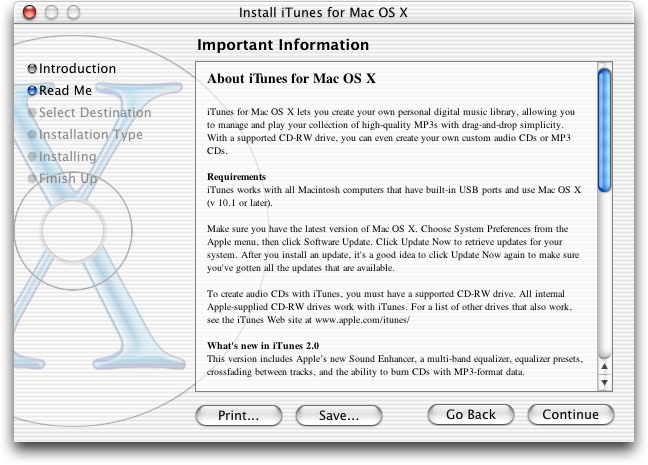 Install iTunes for Mac OS X
Important Information
Introduction
Read Me
Select Destination
Installation Type
Installing
Finish Up
About iTunes for Mac OS X
iTunes for Mac OS X lets you create your own personal digital music library, allowing you
to manage and play your collection of high-quality MP3s with drag-and-drop simplicity.
With a supported CD-RW drive, you can even create your own custom audio CDs or MP3
CDs.
Requirements
iTunes works with all Macintosh computers that have built-in USB ports and use Mac OS X
(v 10.1 or later).
Make sure you have the latest version of Mac OS X. Choose System Preferences from the
Apple menu, then click Software Update. Click Update Now to retrieve updates for your
system. After you install an update, it's a good idea to click Update Now again to make sure
you've gotten all the updates that are available.
To create audio CDs with iTunes, you must have a supported CD-RW drive. All internal
Apple-supplied CD-RW drives work with iTunes. For a list of other drives that also work,
see the iTunes Web site at www.apple.com/itunes/
What's new in iTunes 2.0
This version includes Apple's new Sound Enhancer, a multi-band equalizer, equalizer presets,
crossfading between tracks, and the ability to burn CDs with MP3-format data.
Print...
Save...
Go Back
Continue